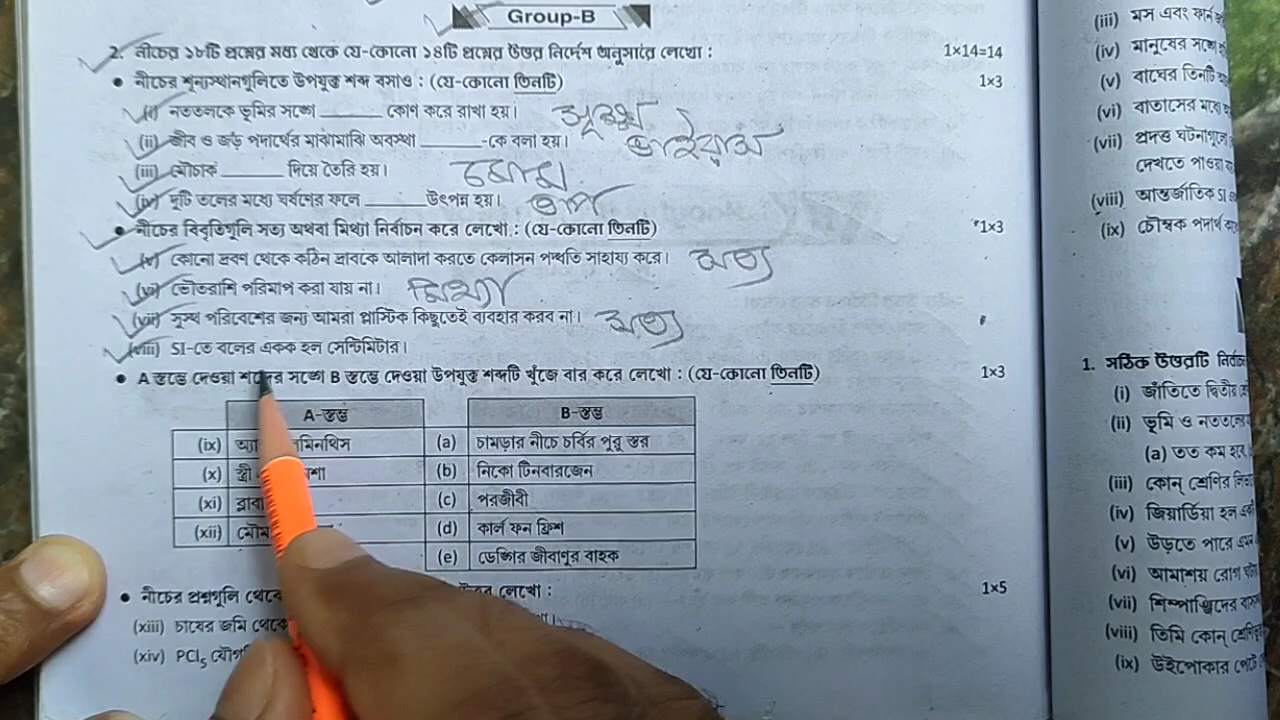 Group-B
2. নীচের ১৮টি প্রশ্নের মধ্য থেকে যে-কোনো ১৪টি প্রশ্নের উত্তর নির্দেশ অনুসারে লেখো : 1×14=14
• নীচের শূন্যস্থানগুলিতে উপযুক্ত শব্দ বসাও : (যে-কোনো তিনটি) 1×3
(i) নততলকে ভূমির সঙ্গে ______ কোণ করে রাখা হয়। সূক্ষ্ম
(ii) জীব ও জড় পদার্থের মাঝামাঝি অবস্থা ______-কে বলা হয়। ভাইরাস
(iii) মৌচাক ______ দিয়ে তৈরি হয়। মোম
(iv) দুটি তলের মধ্যে ঘর্ষণের ফলে ______ উৎপন্ন হয়। তাপ
• নীচের বিবৃতিগুলি সত্য অথবা মিথ্যা নির্বাচন করে লেখো : (যে-কোনো তিনটি) 1×3
(v) কোনো দ্রবণ থেকে কঠিন দ্রাবকে আলাদা করতে কেলাসন পদ্ধতি সাহায্য করে। সত্য
(vi) ভৌতরাশি পরিমাপ করা যায় না। মিথ্যা
(vii) সুস্থ পরিবেশের জন্য আমরা প্লাস্টিক কিছুতেই ব্যবহার করব না। সত্য
(viii) SI-তে বলের একক হল সেন্টিমিটার।
• A স্তম্ভে দেওয়া শব্দের সঙ্গে B স্তম্ভে দেওয়া উপযুক্ত শব্দটি খুঁজে বার করে লেখো : (যে-কোনো তিনটি) 1×3
A-স্তম্ভ B-স্তম্ভ
(ix) (a) চামড়ার নীচে চর্বির পুরু স্তর
(x) স্ত্রী (b) নিকো টিনবারজেন
(xi) (c) পরজীবী
(xii) (d) কার্ল ফন ফ্রিশ
(e) ডেঙ্গির জীবাণুর বাহক
• নীচের প্রশ্নগুলি লেখো : 1×5
(xiii) চাষের জমি
(xiv) PCl₅
(iii) মস এবং
(iv) মানুষের সঙ্গে
(v) বাঘের তিনটি
(vi) বাতাসের মধ্যে
(vii) প্রদত্ত
দেখতে পাওয়া
(viii) আন্তর্জাতিক SI
(ix) চৌম্বক পদার্থ
1. সঠিক উত্তরটি
(i) জাঁতিতে দ্বিতীয়
(ii) ভূমি ও
(a) তত কম
(iii) কোন্ শ্রেণির
(iv) জিয়ার্ডিয়া হল
(v) উড়তে পারে
(vi) আমাশয় রোগ
(vii) শিম্পাঞ্জিদের
(viii) তিমি কোন্
(ix) উইপোকার পেটে